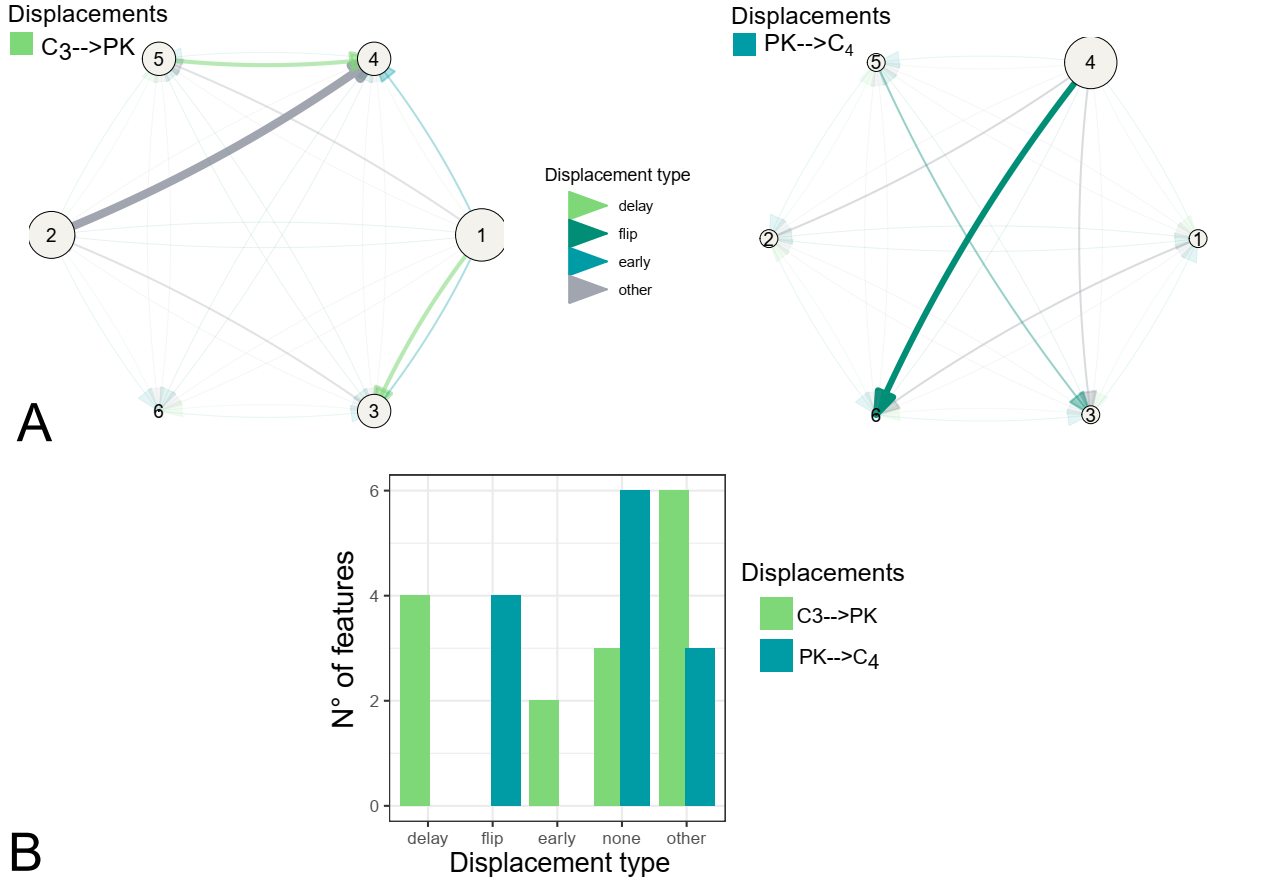 Displacements
C3-->PK
5
4
2
1
6
3
A
Displacement type
delay
flip
early
other
Displacements
PK-->C4
5
4
2
1
6
3
N° of features
6
4
2
0
delay flip early none other
Displacement type
Displacements
C3-->PK
PK-->C4
B